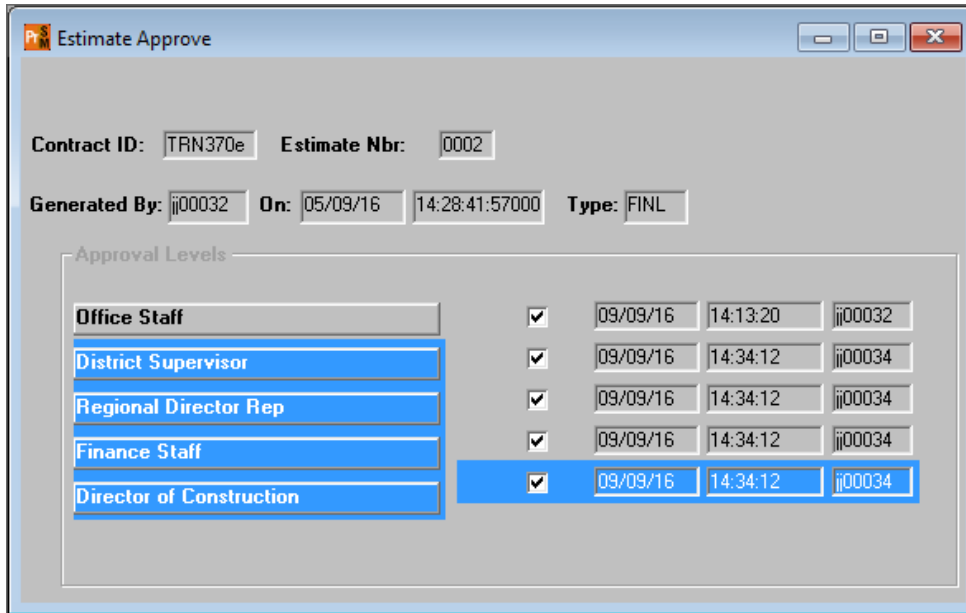 PrSM Estimate Approve
Contract ID: TRN370e Estimate Nbr: 0002
Generated By: jj00032 On: 05/09/16 14:28:41:57000 Type: FINL
Approval Levels
Office Staff 09/09/16 14:13:20 jj00032
District Supervisor 09/09/16 14:34:12 jj00034
Regional Director Rep 09/09/16 14:34:12 jj00034
Finance Staff 09/09/16 14:34:12 jj00034
Director of Construction 09/09/16 14:34:12 jj00034